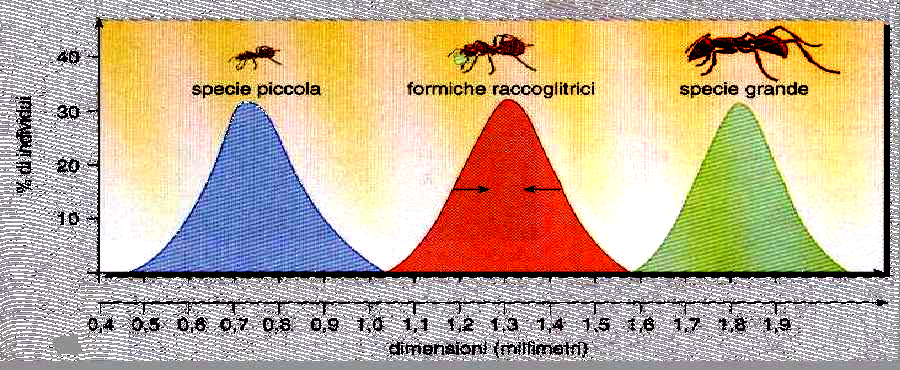 40
30
20
10
% di individui
specie piccola
formiche raccoglitrici
specie grande
0,4 0,5 0,6 0,7 0,8 0,9 1,0 1,1 1,2 1,3 1,4 1,5 1,6 1,7 1,8 1,9
dimensioni (millimetri)